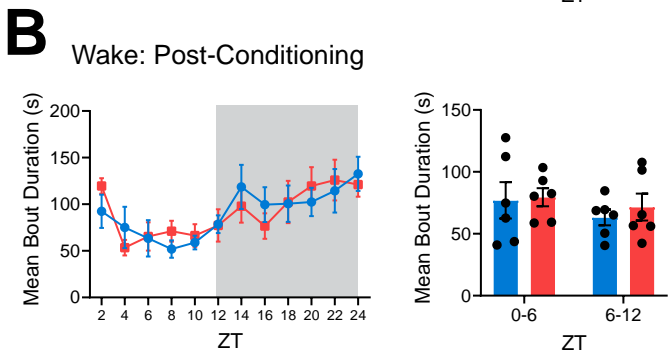 ZT
B
Wake: Post-Conditioning
Mean Bout Duration (s)
200
150
100
50
0
2 4 6 8 10 12 14 16 18 20 22 24
ZT
Mean Bout Duration (s)
150
100
50
0
0-6 6-12
ZT